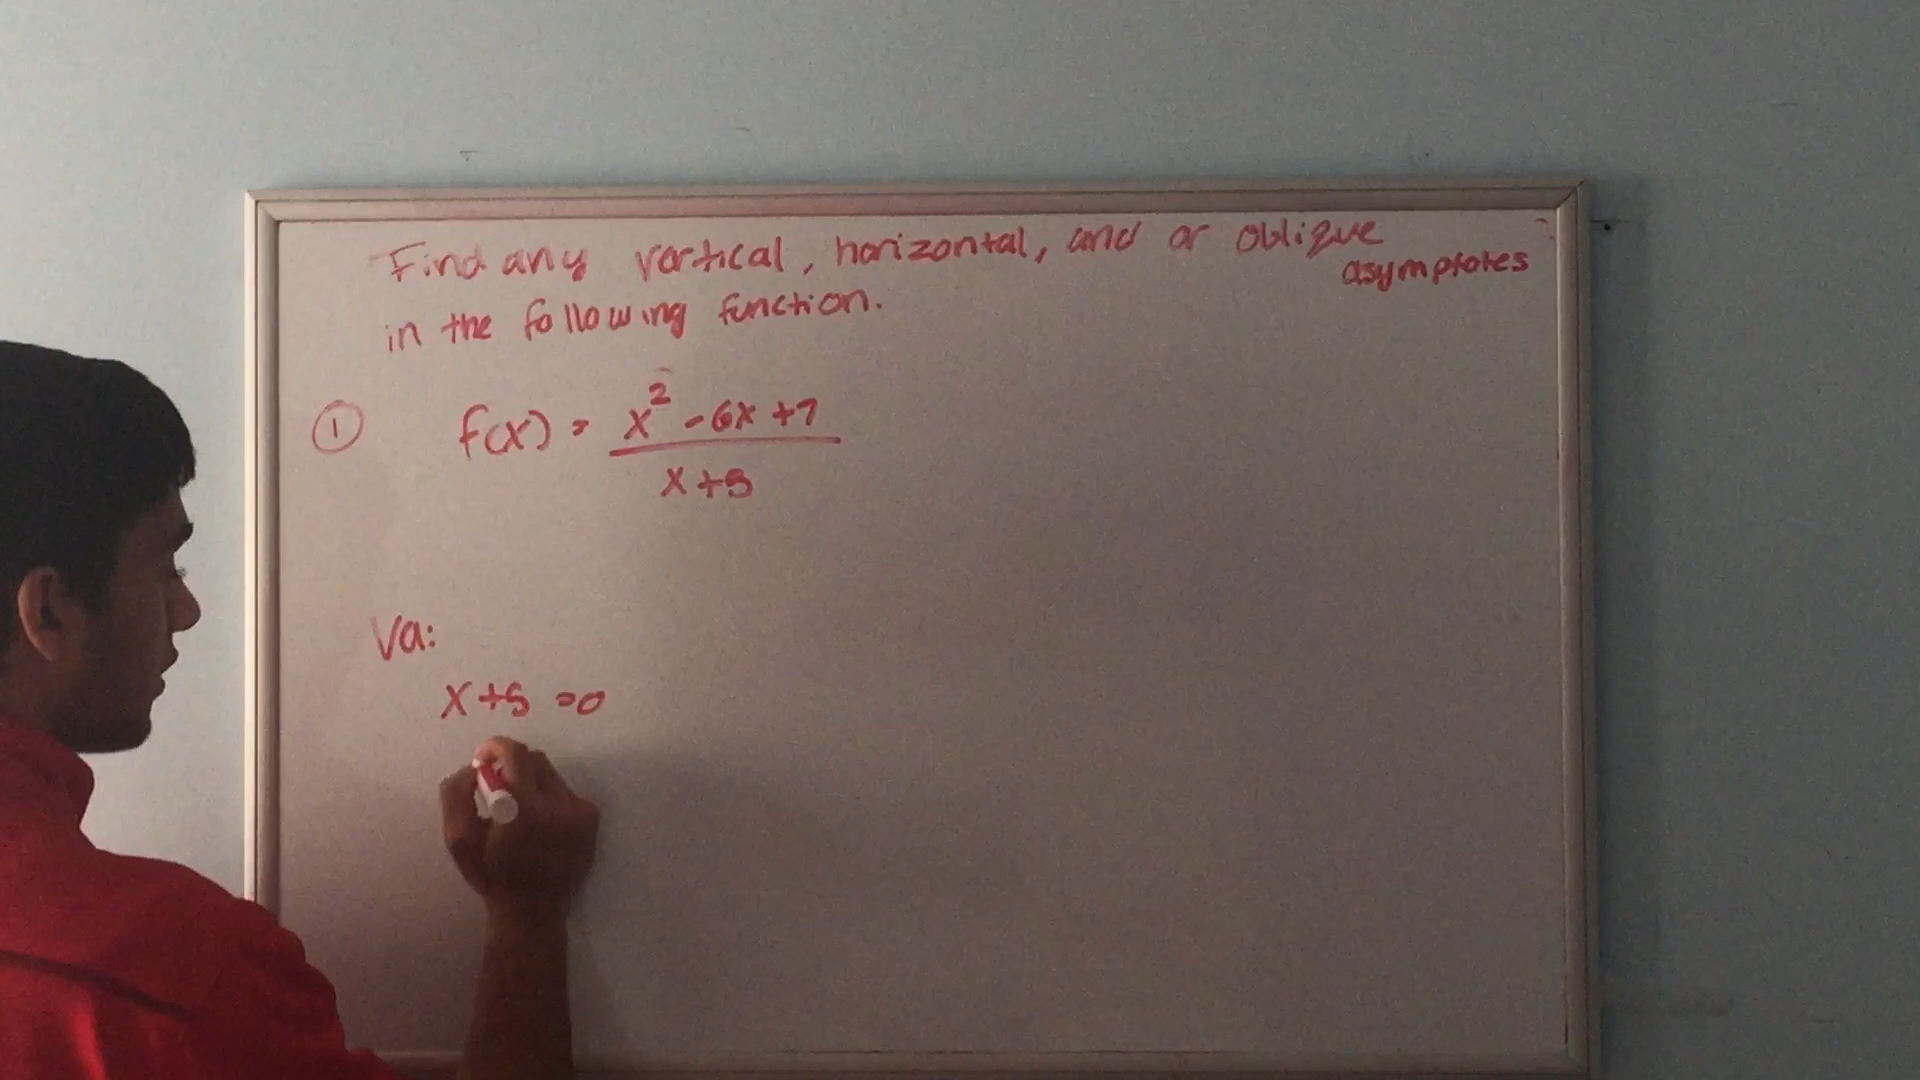 Find any vertical, horizontal, and or oblique asymptotes
in the following function.
① f(x) = x² - 6x + 7
x + 5
Va:
x + 5 = 0